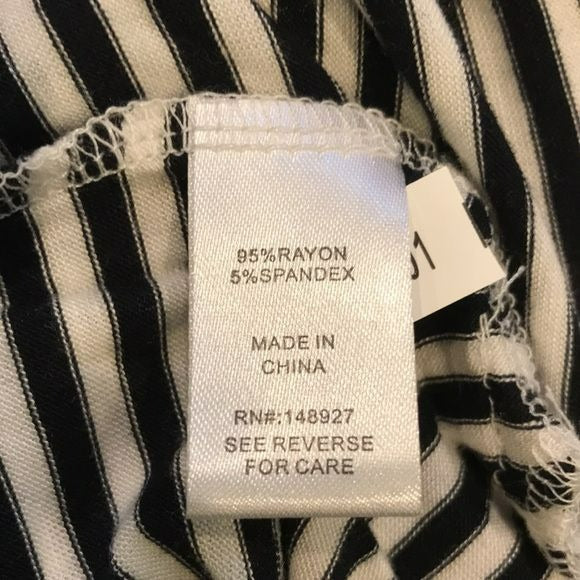 95%RAYON
5%SPANDEX
MADE IN
CHINA
RN#:148927
SEE REVERSE
FOR CARE